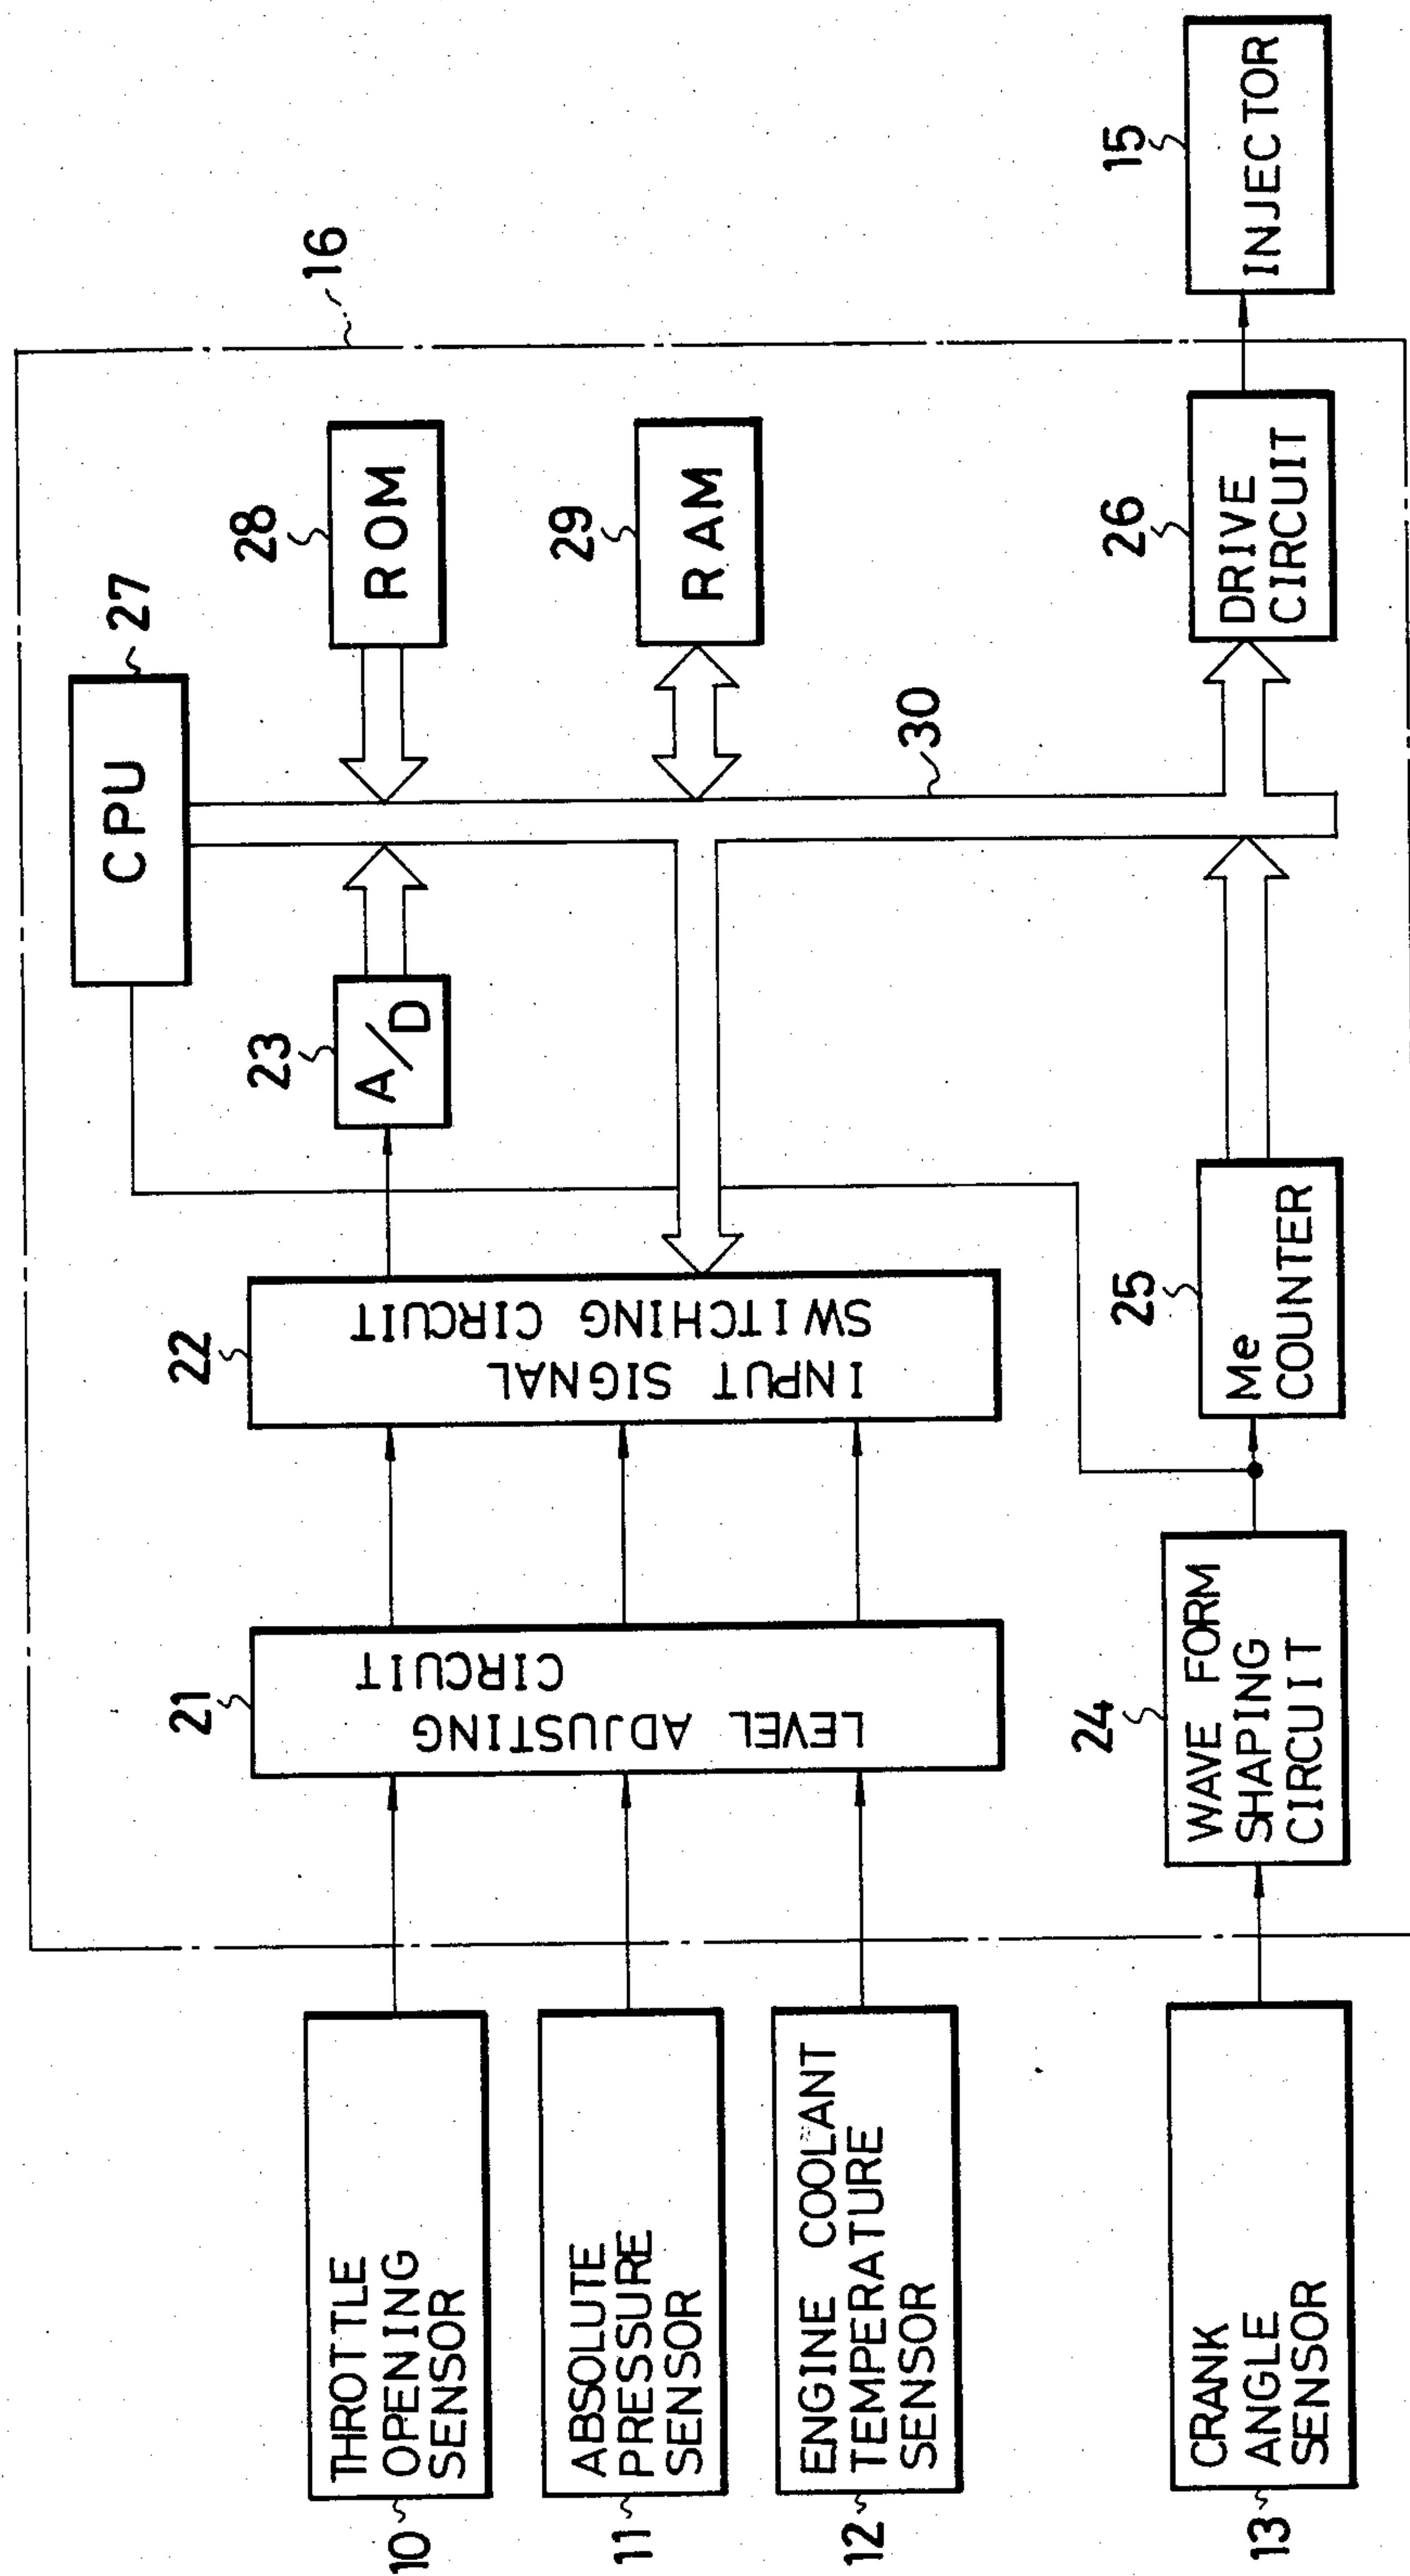 10
THROTTLE
OPENING
SENSOR
11
ABSOLUTE
PRESSURE
SENSOR
12
ENGINE COOLANT
TEMPERATURE
SENSOR
13
CRANK
ANGLE
SENSOR
16
21
LEVEL ADJUSTING
CIRCUIT
22
INPUT SIGNAL
SWITCHING CIRCUIT
23
A/D
CPU
27
28
ROM
29
RAM
30
24
WAVE FORM
SHAPING
CIRCUIT
25
Me
COUNTER
26
DRIVE
CIRCUIT
15
INJECTOR